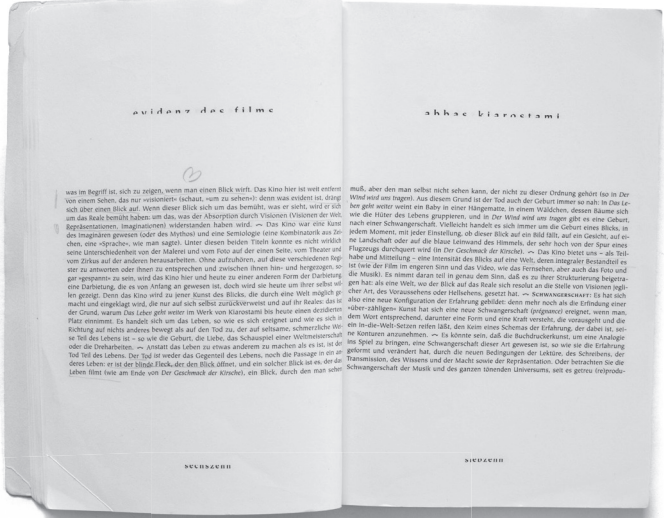 evidenz des films
was im Begriff ist, sich zu zeigen, wenn man einen Blick wirft. Das Kino hier ist weit entfernt
von einem Sehen, das nur «visioniert» (schaut, «um zu sehen»): denn was evident ist, drängt
sich über einen Blick auf. Wenn dieser Blick sich um das bemüht, was er sieht, wird er sich
um das Reale bemüht haben: um das, was der Absorption durch Visionen (Visionen der Welt,
Repräsentationen, Imaginationen) widerstanden haben wird. Das Kino war eine Kunst
des Imaginären gewesen (oder des Mythos) und eine Semiologie (eine Kombinatorik aus Zei-
chen, eine «Sprache», wie man sagte). Unter diesen beiden Titeln konnte es nicht wirklich
seine Unterschiedenheit von der Malerei und vom Foto auf der einen Seite, vom Theater und
vom Zirkus auf der anderen herausarbeiten. Ohne aufzuhören, auf diese verschiedenen Regi-
ster zu antworten oder ihnen zu entsprechen und zwischen ihnen hin- und hergezogen, so-
gar «gespannt» zu sein, wird das Kino hier und heute zu einer anderen Form der Darbietung:
eine Darbietung, die es von Anfang an gewesen ist, doch wird sie heute um ihrer selbst wil-
len gezeigt. Denn das Kino wird zu jener Kunst des Blicks, die durch eine Welt möglich ge-
macht und eingeklagt wird, die nur auf sich selbst zurückverweist und auf ihr Reales: das ist
der Grund, warum Das Leben geht weiter im Werk von Kiarostami bis heute einen dezidierten
Platz einnimmt. Es handelt sich um das Leben, so wie es sich ereignet und wie es sich in
Richtung auf nichts anderes bewegt als auf den Tod zu, der auf seltsame, schmerzliche Wei-
se Teil des Lebens ist – so wie die Geburt, die Liebe, das Schauspiel einer Weltmeisterschaft
oder die Dreharbeiten. Anstatt das Leben zu etwas anderem zu machen als es ist, ist der
Tod Teil des Lebens. Der Tod ist weder das Gegenteil des Lebens, noch die Passage in ein an-
deres Leben: er ist der blinde Fleck, der den Blick öffnet, und ein solcher Blick ist es, der das
Leben filmt (wie am Ende von Der Geschmack der Kirsche), ein Blick, durch den man sehen
sechszehn
abbas kiarostami
muß, aber den man selbst nicht sehen kann, der nicht zu dieser Ordnung gehört (so in Der
Wind wird uns tragen). Aus diesem Grund ist der Tod auch der Geburt immer so nah: In Das Le-
ben geht weiter weint ein Baby in einer Hängematte, in einem Wäldchen, dessen Bäume sich
wie die Hüter des Lebens gruppieren, und in Der Wind wird uns tragen gibt es eine Geburt,
nach einer Schwangerschaft. Vielleicht handelt es sich immer um die Geburt eines Blicks, in
jedem Moment, mit jeder Einstellung, ob dieser Blick auf ein Bild fällt, auf ein Gesicht, auf ei-
ne Landschaft oder auf die blaue Leinwand des Himmels, der sehr hoch von der Spur eines
Flugzeugs durchquert wird (in Der Geschmack der Kirsche). Das Kino bietet uns – als Teil-
habe und Mitteilung – eine Intensität des Blicks auf eine Welt, deren integraler Bestandteil es
ist (wie der Film im engeren Sinn und das Video, wie das Fernsehen, aber auch das Foto und
die Musik). Es nimmt daran teil in genau dem Sinn, daß es zu ihrer Strukturierung beigetra-
gen hat: als eine Welt, wo der Blick auf das Reale sich resolut an die Stelle von Visionen jegli-
cher Art, des Voraussehens oder Hellsehens, gesetzt hat. SCHWANGERSCHAFT: Es hat sich
also eine neue Konfiguration der Erfahrung gebildet: denn mehr noch als die Erfindung einer
«über-zähligen» Kunst hat sich eine neue Schwangerschaft (prégnance) ereignet, wenn man,
dem Wort entsprechend, darunter eine Form und eine Kraft versteht, die vorausgeht und die
ein In-die-Welt-Setzen reifen läßt, den Keim eines Schemas der Erfahrung, der dabei ist, sei-
ne Konturen anzunehmen. Es könnte sein, daß die Buchdruckerkunst, um eine Analogie
ins Spiel zu bringen, eine Schwangerschaft dieser Art gewesen ist, so wie sie die Erfahrung
geformt und verändert hat, durch die neuen Bedingungen der Lektüre, des Schreibens, der
Transmission, des Wissens und der Macht sowie der Repräsentation. Oder betrachten Sie die
Schwangerschaft der Musik und des ganzen tönenden Universums, seit es getreu (reprodu-
siebzehn